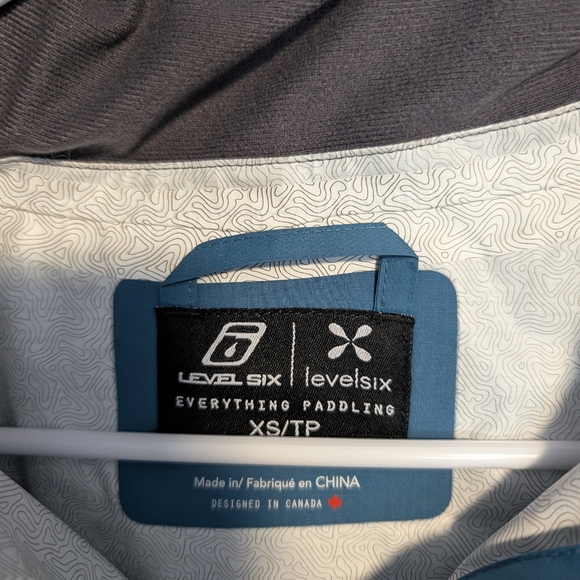 LEVEL SIX levelsix
EVERYTHING PADDLING
XS/TP
Made in/ Fabriqué en CHINA
DESIGNED IN CANADA